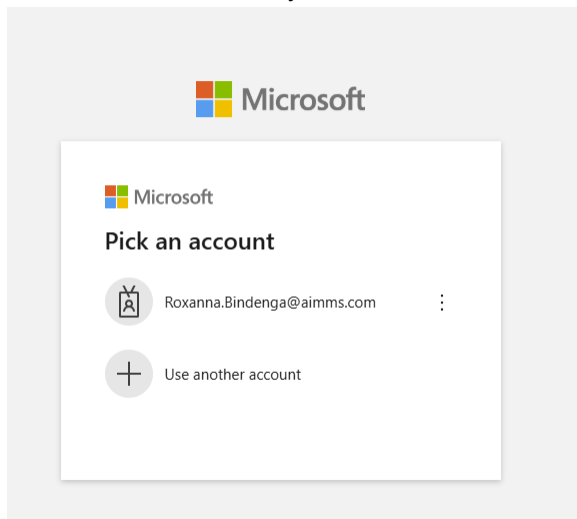 Microsoft
Microsoft
Pick an account
Roxanna.Bindenga@aimms.com
Use another account